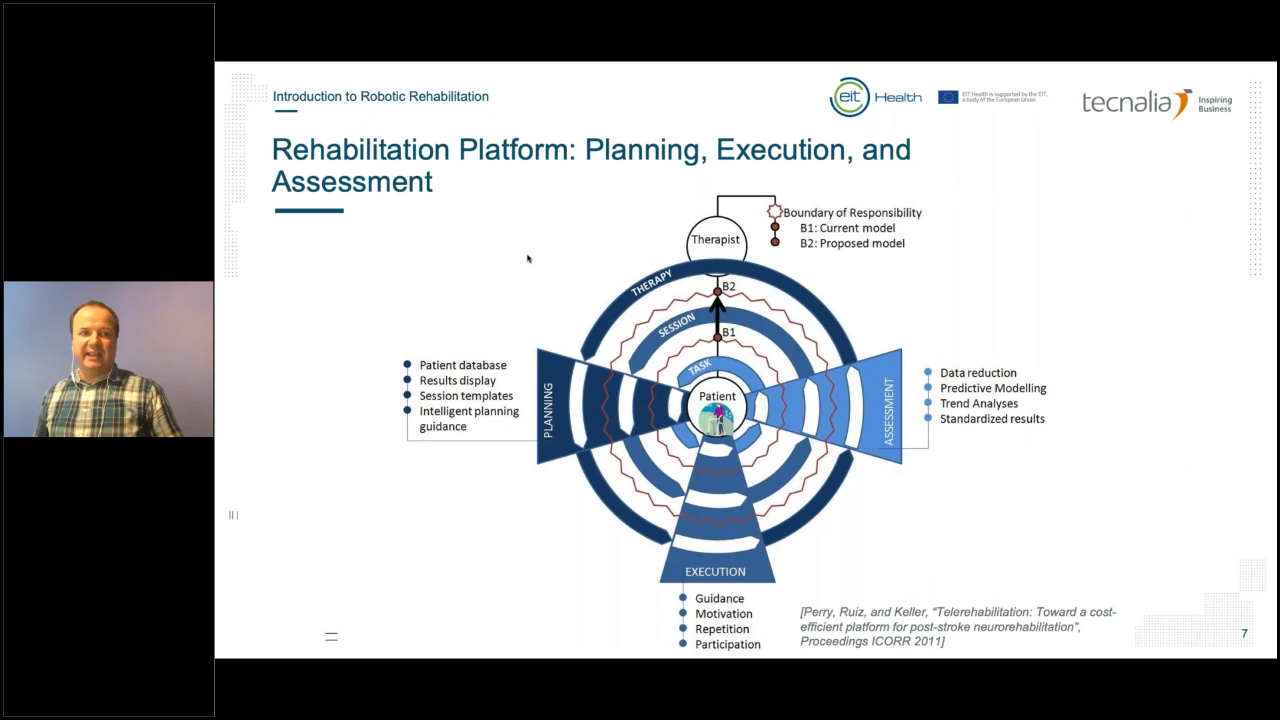 Introduction to Robotic Rehabilitation
eit Health
EIT Health is supported by the EIT,
a body of the European Union
tecnalia Inspiring
Business
Rehabilitation Platform: Planning, Execution, and
Assessment
Therapist
Boundary of Responsibility
B1: Current model
B2: Proposed model
THERAPY
B2
SESSION
B1
TASK
Patient
PLANNING
Patient database
Results display
Session templates
Intelligent planning
guidance
ASSESSMENT
Data reduction
Predictive Modelling
Trend Analyses
Standardized results
EXECUTION
Guidance
Motivation
Repetition
Participation
[Perry, Ruiz, and Keller, “Telerehabilitation: Toward a cost-
efficient platform for post-stroke neurorehabilitation”,
Proceedings ICORR 2011]
7